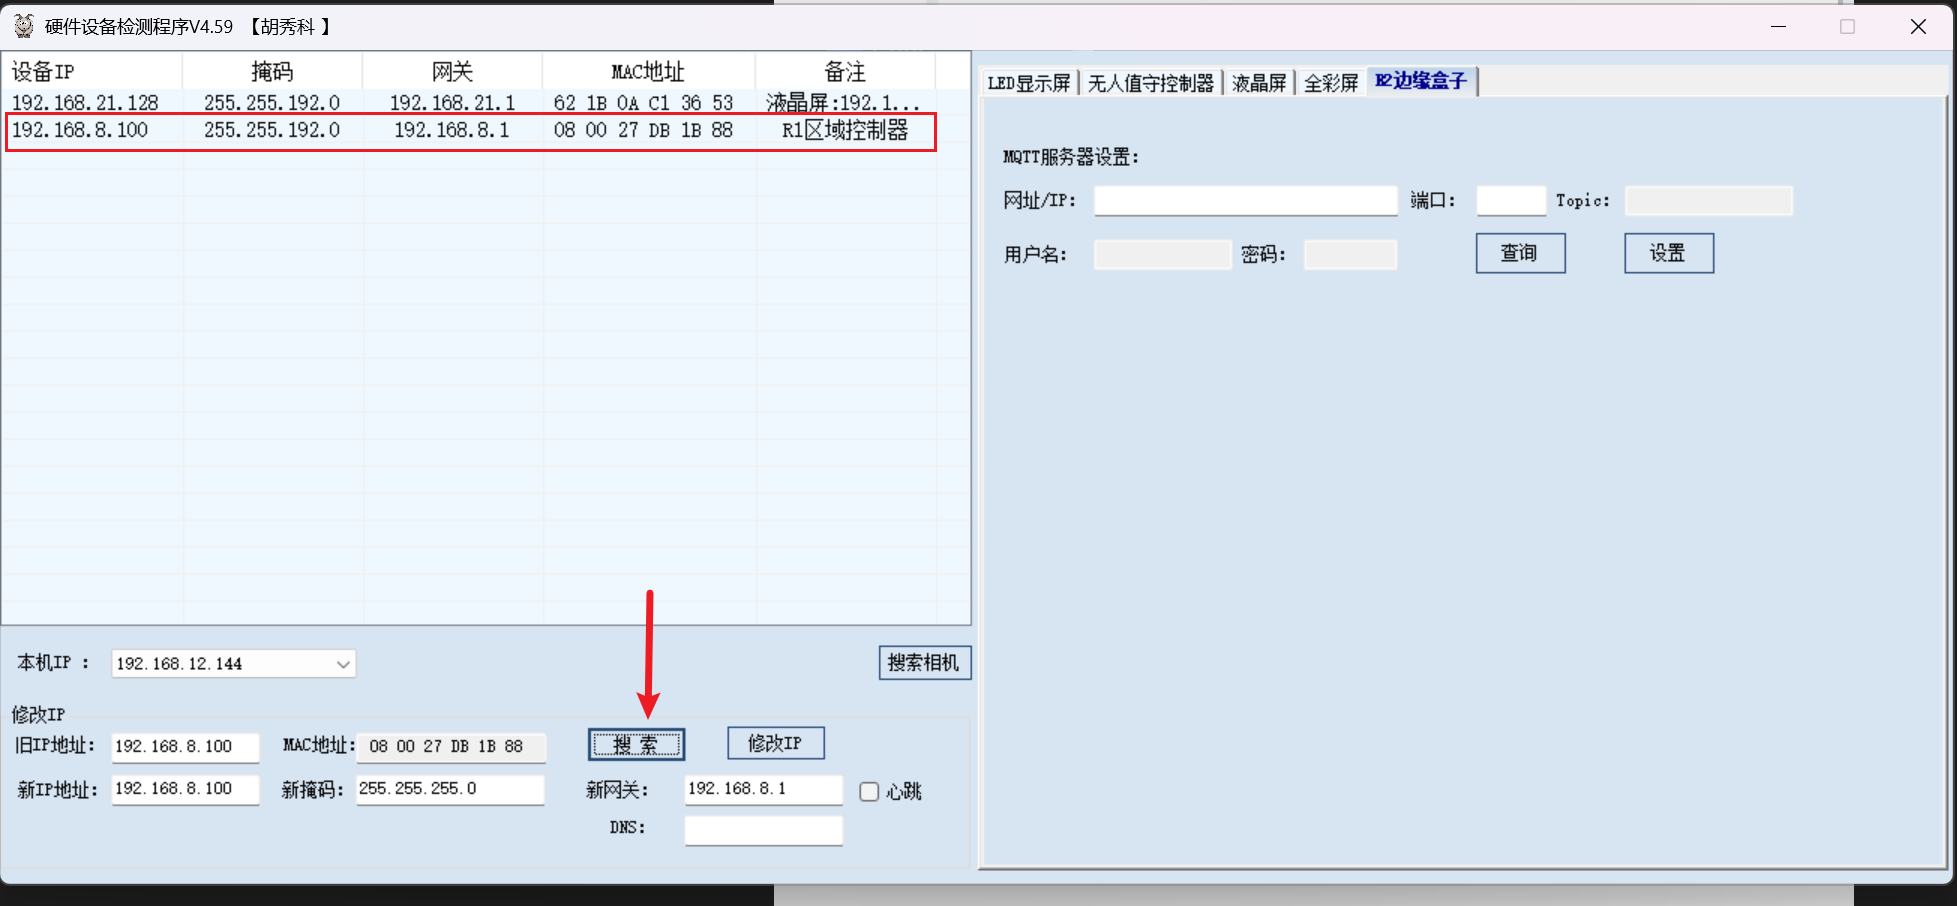 硬件设备检测程序V4.59 【胡秀科 】
设备IP 掩码 网关 MAC地址 备注
192.168.21.128 255.255.192.0 192.168.21.1 62 1B 0A C1 36 53 液晶屏:192.1...
192.168.8.100 255.255.192.0 192.168.8.1 08 00 27 DB 1B 88 R1区域控制器
本机IP : 192.168.12.144 搜索相机
修改IP
旧IP地址: 192.168.8.100 MAC地址: 08 00 27 DB 1B 88 搜 索 修改IP
新IP地址: 192.168.8.100 新掩码: 255.255.255.0 新网关: 192.168.8.1 心跳
DNS:
LED显示屏 无人值守控制器 液晶屏 全彩屏 R2边缘盒子
MQTT服务器设置:
网址/IP: 端口: Topic:
用户名: 密码: 查询 设置